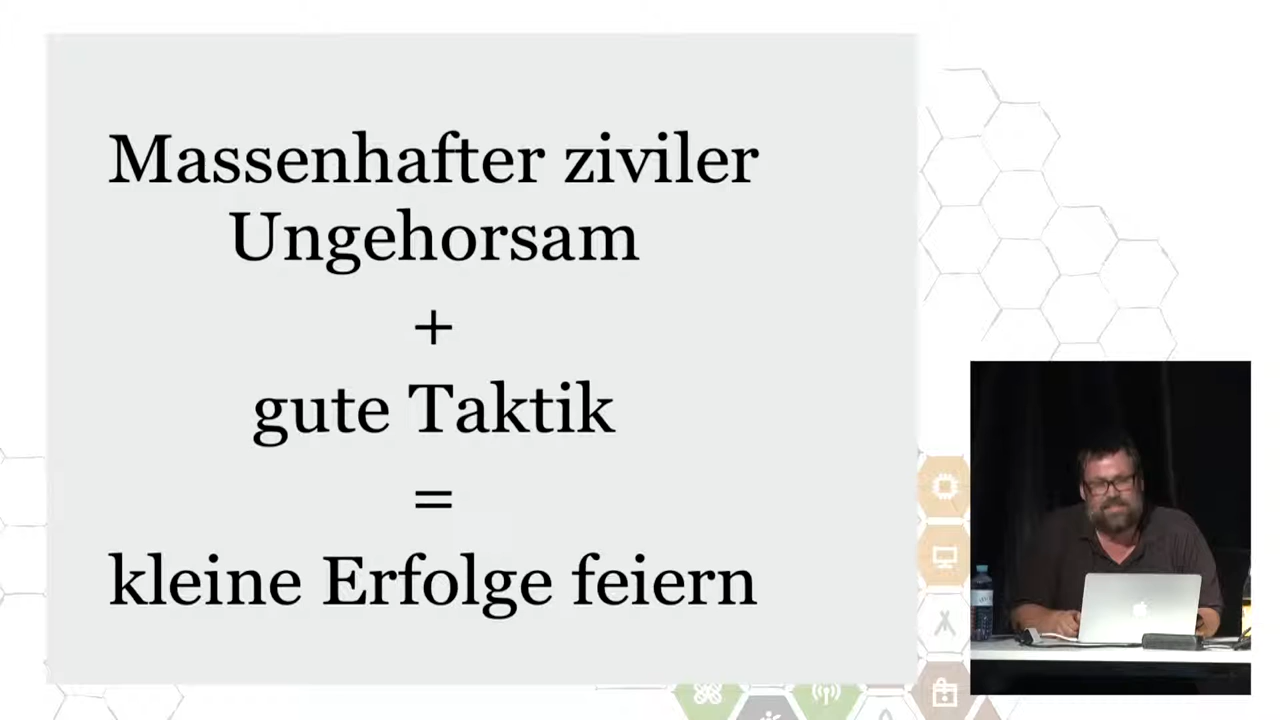 Massenhafter ziviler
Ungehorsam
+
gute Taktik
=
kleine Erfolge feiern